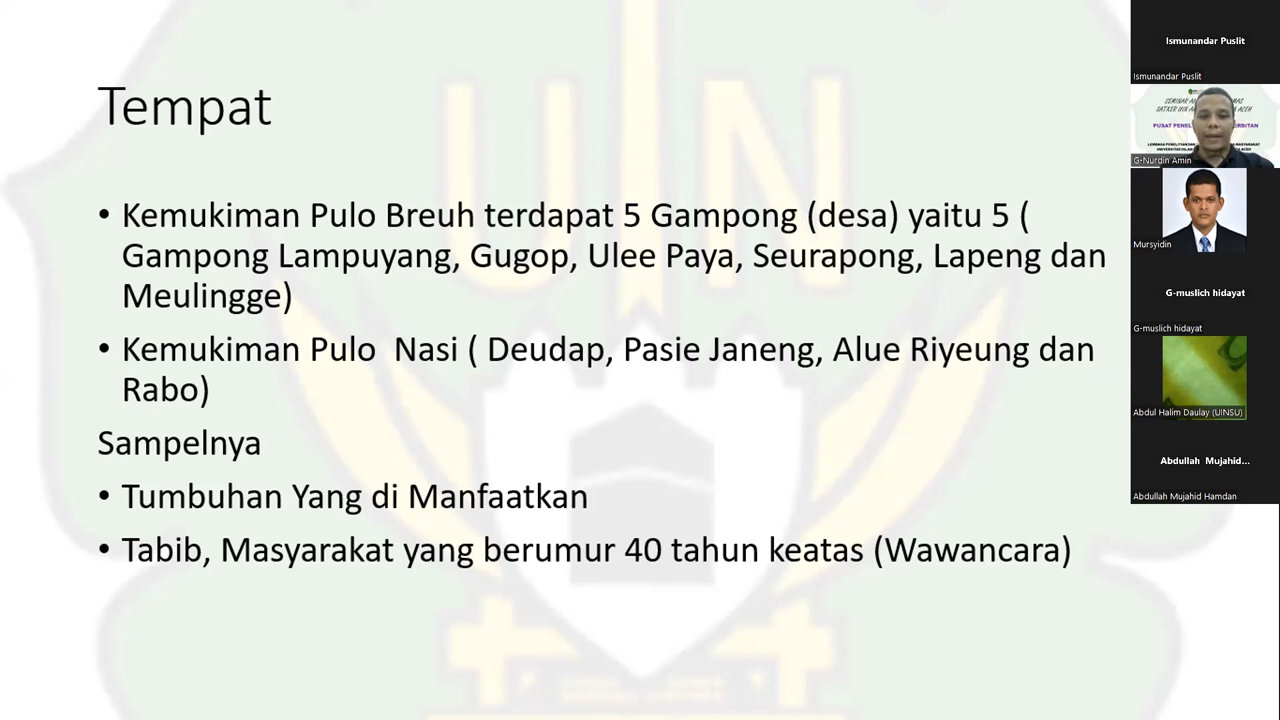 Tempat
• Kemukiman Pulo Breuh terdapat 5 Gampong (desa) yaitu 5 (
Gampong Lampuyang, Gugop, Ulee Paya, Seurapong, Lapeng dan
Meulingge)
• Kemukiman Pulo  Nasi ( Deudap, Pasie Janeng, Alue Riyeung dan
Rabo)
Sampelnya
• Tumbuhan Yang di Manfaatkan
• Tabib, Masyarakat yang berumur 40 tahun keatas (Wawancara)
UIN
Ismunandar Puslit
Ismunandar Puslit
PUSAT PENEL
G-Nurdin Amin
Mursyidin
G-muslich hidayat
G-muslich hidayat
Abdul Halim Daulay (UINSU)
Abdullah Mujahid...
Abdullah Mujahid Hamdan